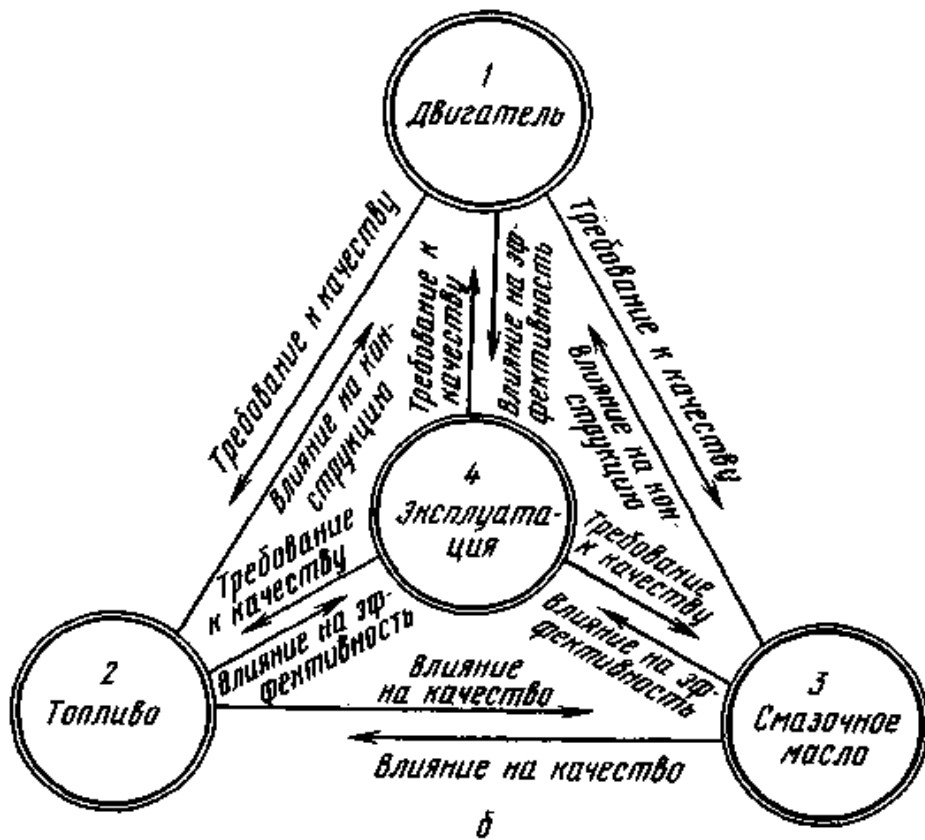 1
Двигатель
Требование к качеству
Влияние на кон-
струкцию
Требование к
качеству
Влияние на эф-
фективность
Требование к качеству
Влияние на кон-
струкцию
4
Эксплуата-
ция
Требование
к качеству
Влияние на эф-
фективность
Требование
к качеству
Влияние на эф-
фективность
2
Топливо
Влияние
на качество
3
Смазочное
масло
Влияние на качество
б